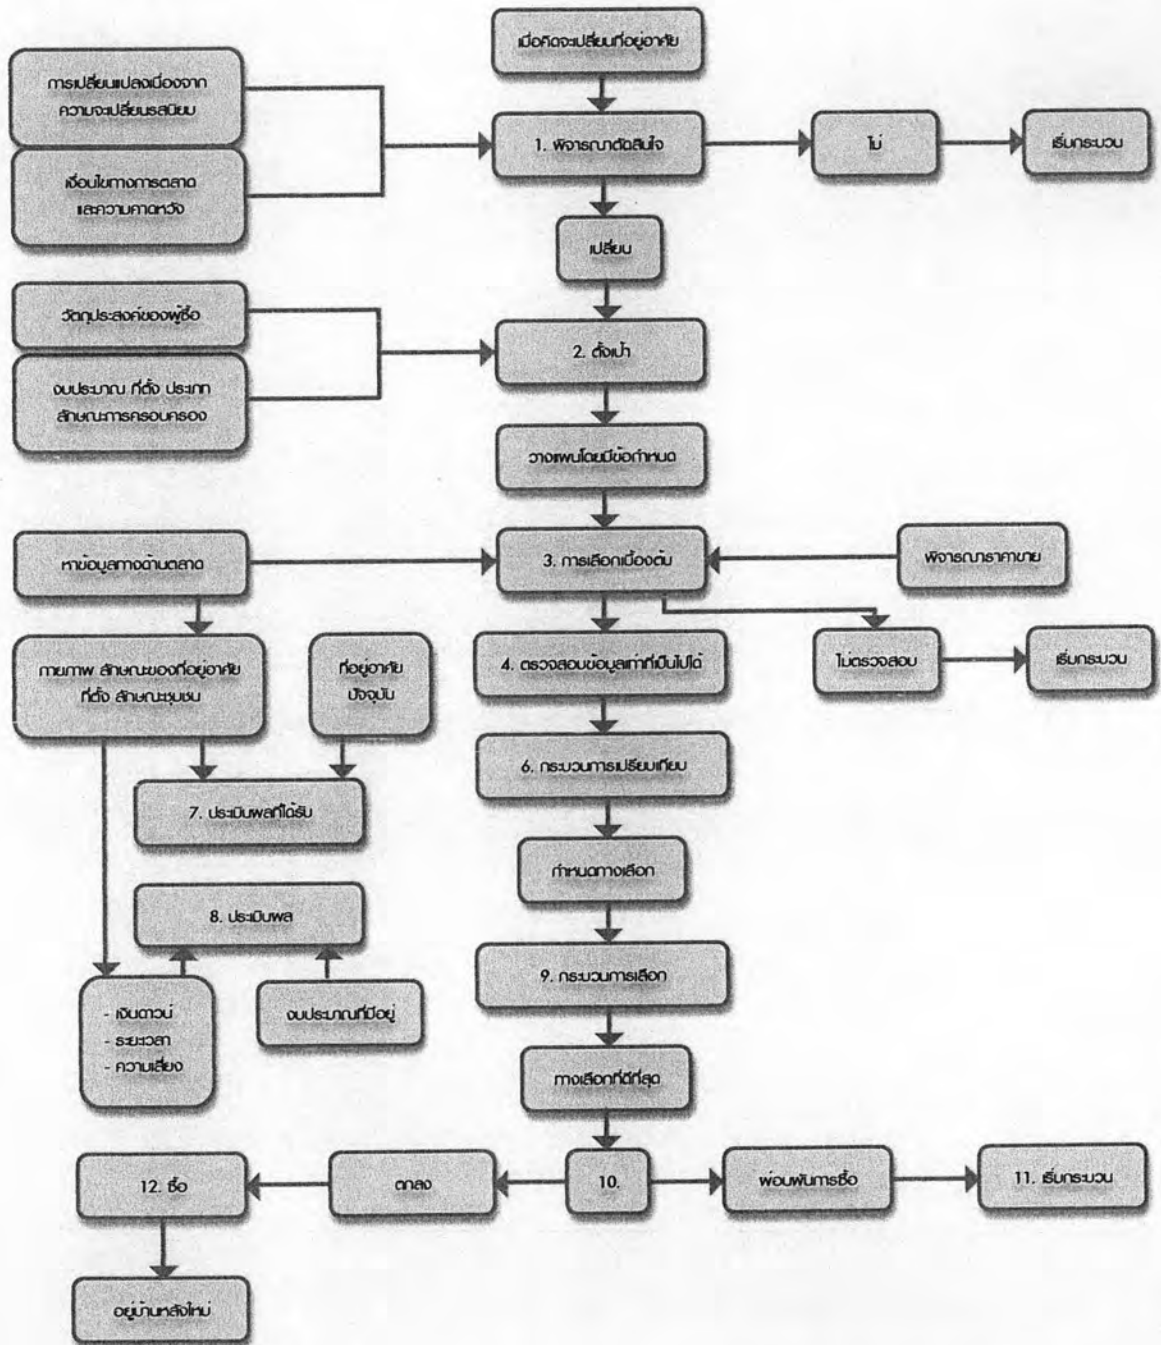 เมื่อคิดจะเปลี่ยนที่อยู่อาศัย
การเปลี่ยนแปลงเนื่องจาก
ความจะเปลี่ยนรสนิยม
1. พิจารณาตัดสินใจ
ไม่
เริ่มกระบวน
เงื่อนไขทางการตลาด
และความคาดหวัง
เปลี่ยน
วัตถุประสงค์ของผู้ซื้อ
2. ตั้งเป้า
งบประมาณ ที่ตั้ง ประเภท
ลักษณะการครอบครอง
วางแผนโดยมีข้อกำหนด
หาข้อมูลทางด้านตลาด
3. การเลือกเบื้องต้น
พิจารณาราคาขาย
กายภาพ ลักษณะของที่อยู่อาศัย
ที่ตั้ง ลักษณะชุมชน
ที่อยู่อาศัย
ปัจจุบัน
4. ตรวจสอบข้อมูลเท่าที่เป็นไปได้
ไม่ตรวจสอบ
เริ่มกระบวน
6. กระบวนการเปรียบเทียบ
7. ประเมินผลที่ได้รับ
กำหนดทางเลือก
8. ประเมินผล
9. กระบวนการเลือก
- เงินดาวน์
- ระยะเวลา
- ความเสี่ยง
งบประมาณที่มีอยู่
ทางเลือกที่ดีที่สุด
12. ซื้อ
ตกลง
10.
ผ่อนผันการซื้อ
11. เริ่มกระบวน
อยู่บ้านหลังใหม่